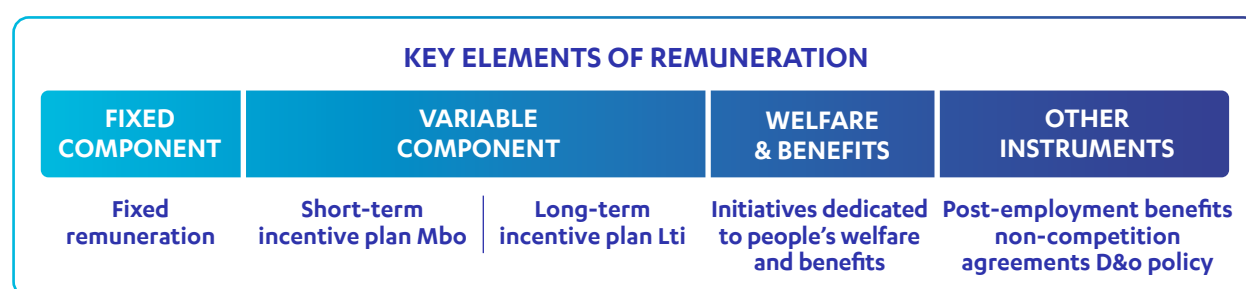 KEY ELEMENTS OF REMUNERATION
FIXED
COMPONENT
VARIABLE
COMPONENT
WELFARE
& BENEFITS
OTHER
INSTRUMENTS
Fixed
remuneration
Short-term
incentive plan Mbo
Long-term
incentive plan Lti
Initiatives dedicated
to people's welfare
and benefits
Post-employment benefits
non-competition
agreements D&o policy